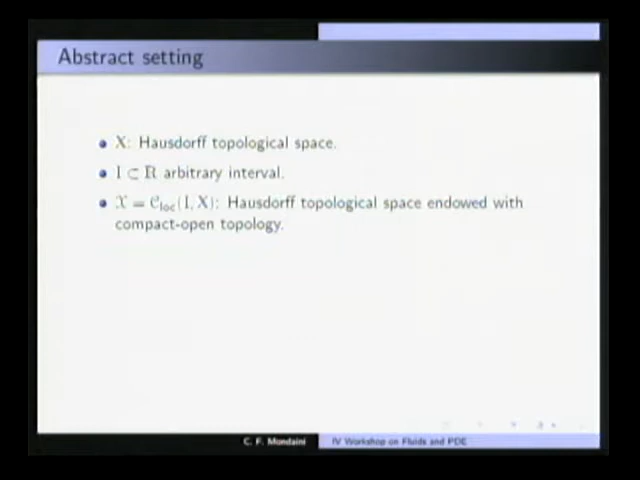 Abstract setting
X: Hausdorff topological space.
I ⊂ ℝ arbitrary interval.
𝒳 = 𝒞loc(I, X): Hausdorff topological space endowed with
compact-open topology.
C. F. Mondaini IV Workshop on Fluids and PDE